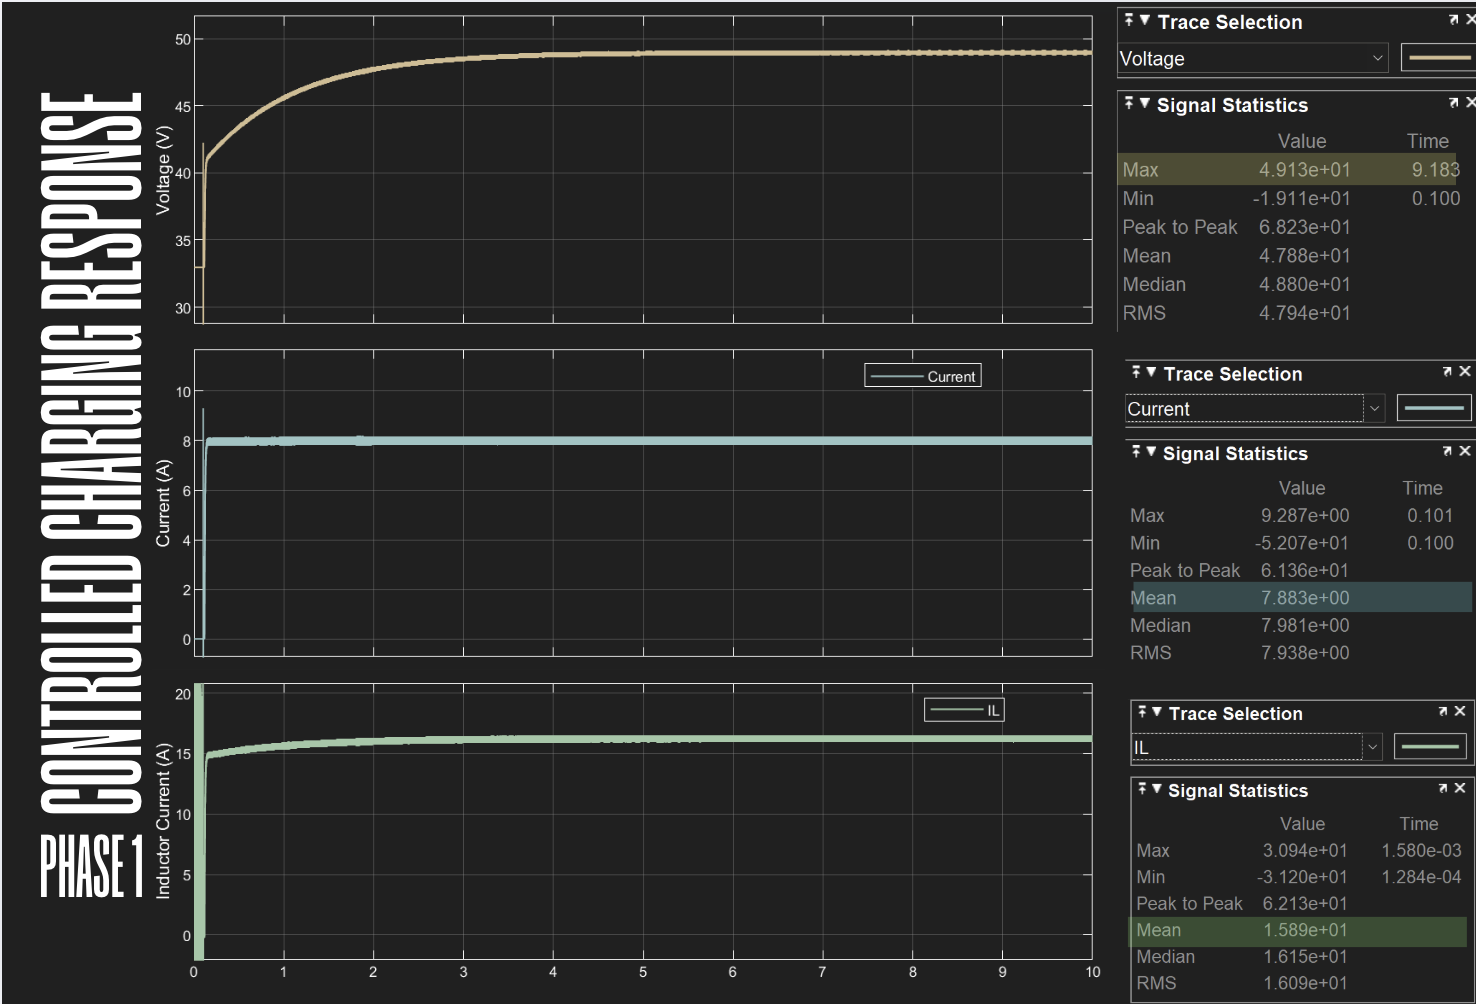 PHASE 1 CONTROLLED CHARGING RESPONSE
Voltage (V)
50
45
40
35
30
Current (A)
Current
10
8
6
4
2
0
Inductor Current (A)
IL
20
15
10
5
0
0 1 2 3 4 5 6 7 8 9 10
Trace Selection
Voltage
Signal Statistics
Value Time
Max 4.913e+01 9.183
Min -1.911e+01 0.100
Peak to Peak 6.823e+01
Mean 4.788e+01
Median 4.880e+01
RMS 4.794e+01
Trace Selection
Current
Signal Statistics
Value Time
Max 9.287e+00 0.101
Min -5.207e+01 0.100
Peak to Peak 6.136e+01
Mean 7.883e+00
Median 7.981e+00
RMS 7.938e+00
Trace Selection
IL
Signal Statistics
Value Time
Max 3.094e+01 1.580e-03
Min -3.120e+01 1.284e-04
Peak to Peak 6.213e+01
Mean 1.589e+01
Median 1.615e+01
RMS 1.609e+01